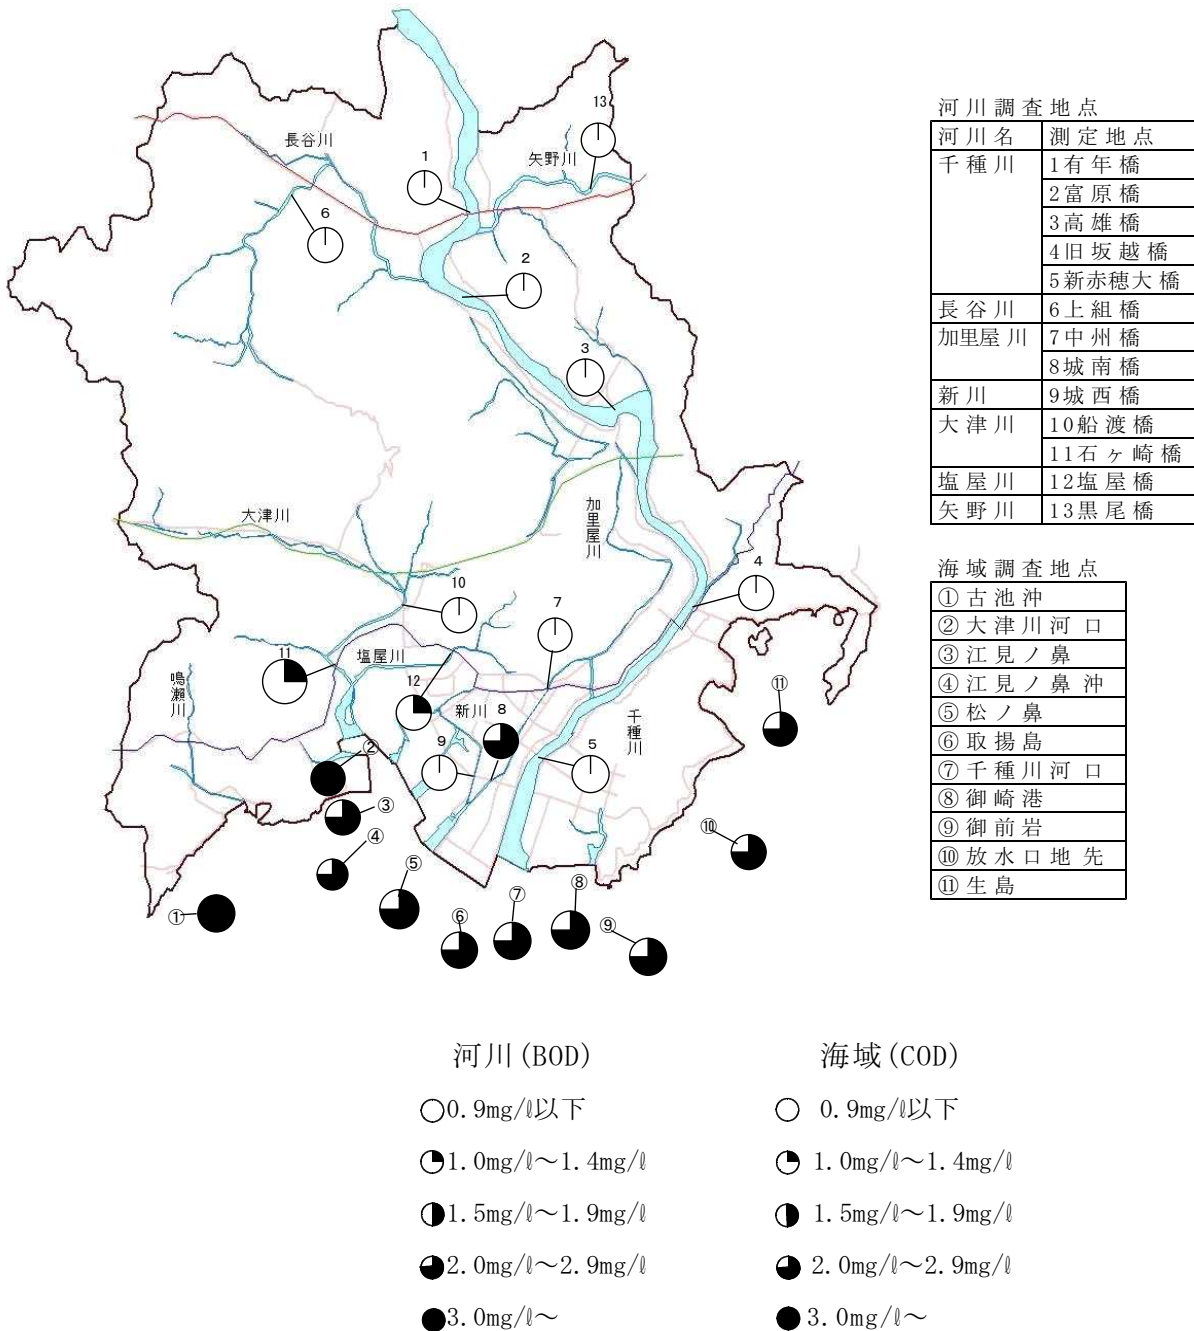 長谷川
矢野川
13
1
6
2
3
大津川
加里屋川
4
10
7
11
塩屋川
12
鳴瀬川
新川
8
9
千種川
5
②
③
④
⑤
①
⑥
⑦
⑧
⑨
⑩
⑪
河川調査地点
河川名 測定地点
千種川 1有年橋
2富原橋
3高雄橋
4旧坂越橋
5新赤穂大橋
長谷川 6上組橋
加里屋川 7中州橋
8城南橋
新川 9城西橋
大津川 10船渡橋
11石ヶ崎橋
塩屋川 12塩屋橋
矢野川 13黒尾橋
海域調査地点
①古池沖
②大津川河口
③江見ノ鼻
④江見ノ鼻沖
⑤松ノ鼻
⑥取揚島
⑦千種川河口
⑧御崎港
⑨御前岩
⑩放水口地先
⑪生島
河川(BOD)
0.9mg/ℓ以下
1.0mg/ℓ～1.4mg/ℓ
1.5mg/ℓ～1.9mg/ℓ
2.0mg/ℓ～2.9mg/ℓ
3.0mg/ℓ～
海域(COD)
0.9mg/ℓ以下
1.0mg/ℓ～1.4mg/ℓ
1.5mg/ℓ～1.9mg/ℓ
2.0mg/ℓ～2.9mg/ℓ
3.0mg/ℓ～